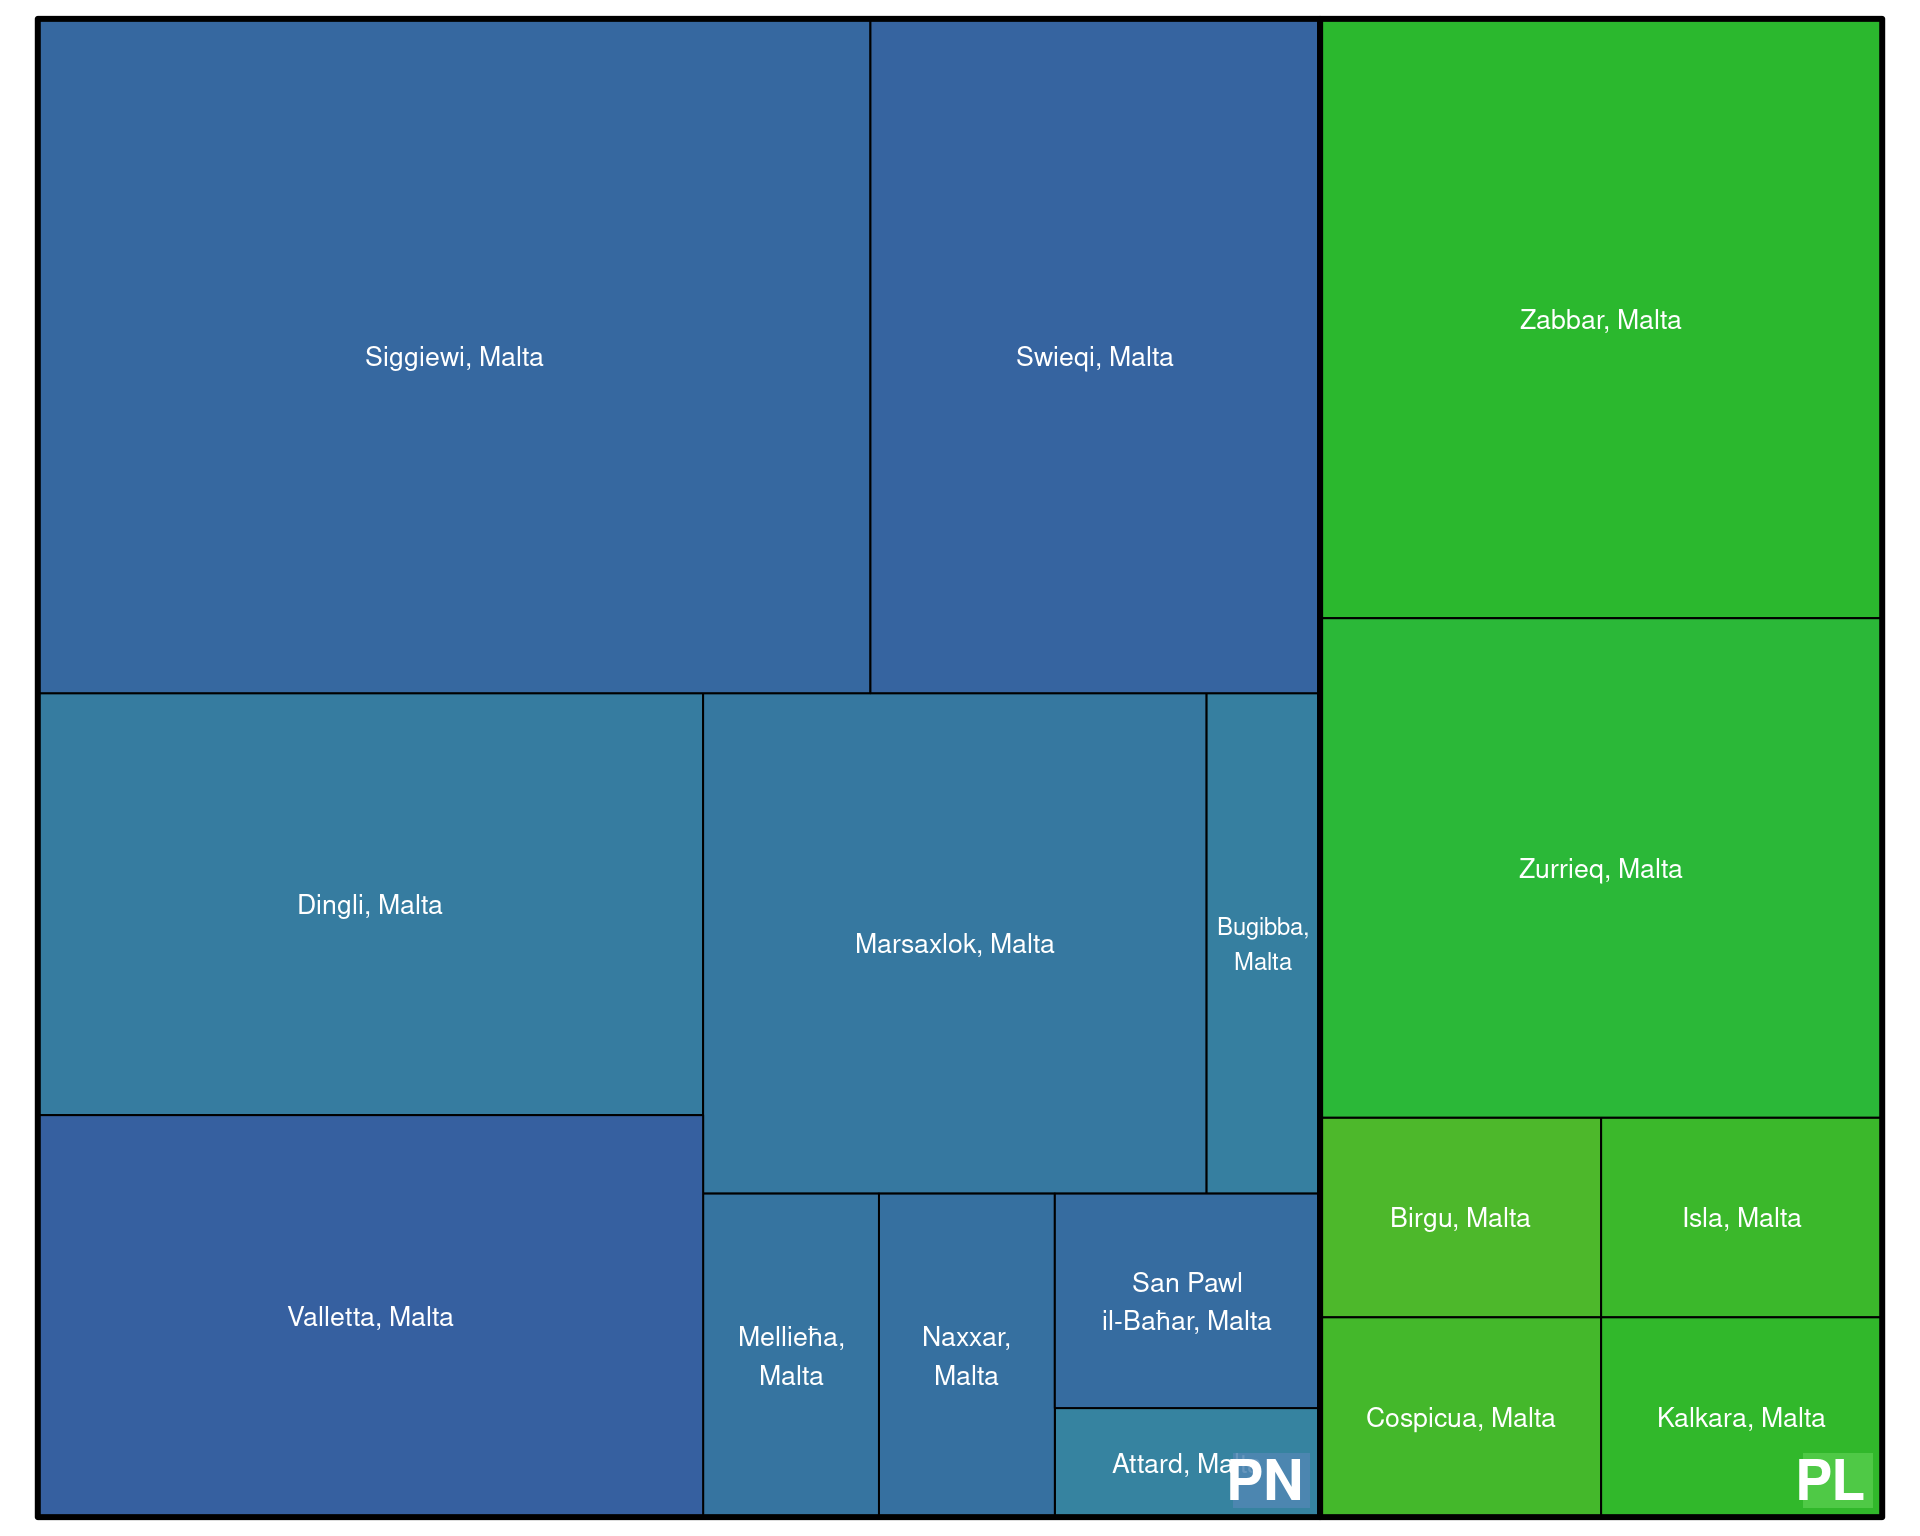 Siggiewi, Malta
Swieqi, Malta
Zabbar, Malta
Dingli, Malta
Marsaxlok, Malta
Bugibba,
Malta
Zurrieq, Malta
Valletta, Malta
Mellieħa,
Malta
Naxxar,
Malta
San Pawl
il-Baħar, Malta
Attard, Malta
PN
Birgu, Malta
Isla, Malta
Cospicua, Malta
Kalkara, Malta
PL